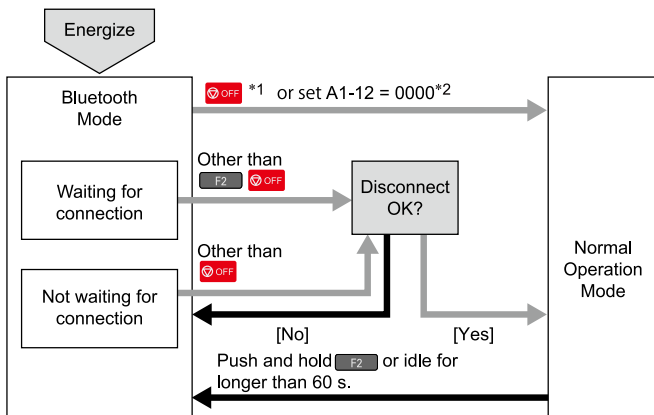 Energize
Bluetooth
Mode
OFF *1 or set A1-12 = 0000*2
Other than
F2 OFF
Waiting for
connection
Disconnect
OK?
Other than
OFF
Not waiting for
connection
Normal
Operation
Mode
[No]
[Yes]
Push and hold F2 or idle for
longer than 60 s.